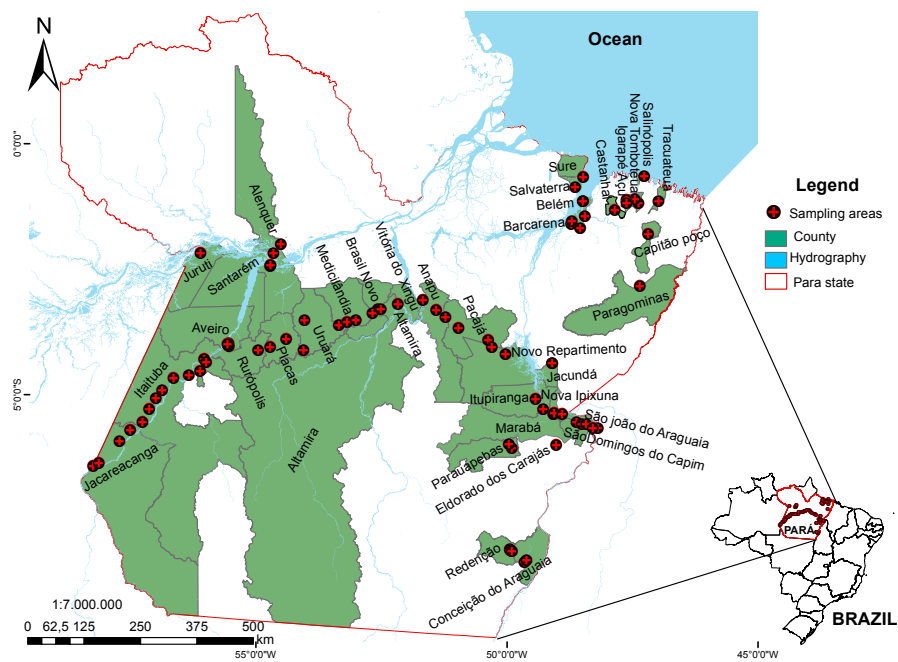 N
Ocean
0°0'0"
5°0'0"S
Sure
Salvaterra
Belém
Barcarena
Castanhal
Igarapé Açu
Nova Tomboteua
Salinópolis
Tracuateua
Capitão poço
Paragominas
Alenquer
Juruti
Santarém
Aveiro
Itaituba
Jacareacanga
Rurópolis
Placas
Uruará
Medicilândia
Brasil Novo
Vitória do Xingu
Altamira
Anapu
Pacajá
Novo Repartimento
Jacundá
Itupiranga
Nova Ipixuna
Marabá
São joão do Araguaia
SãoDomingos do Capim
Parauapebas
Eldorado dos Carajás
Altamira
Redenção
Conceição do Araguaia
Legend
Sampling areas
County
Hydrography
Para state
PARÁ
BRAZIL
1:7.000.000
0 62,5 125 250 375 500
km
55°0'0"W
50°0'0"W
45°0'0"W